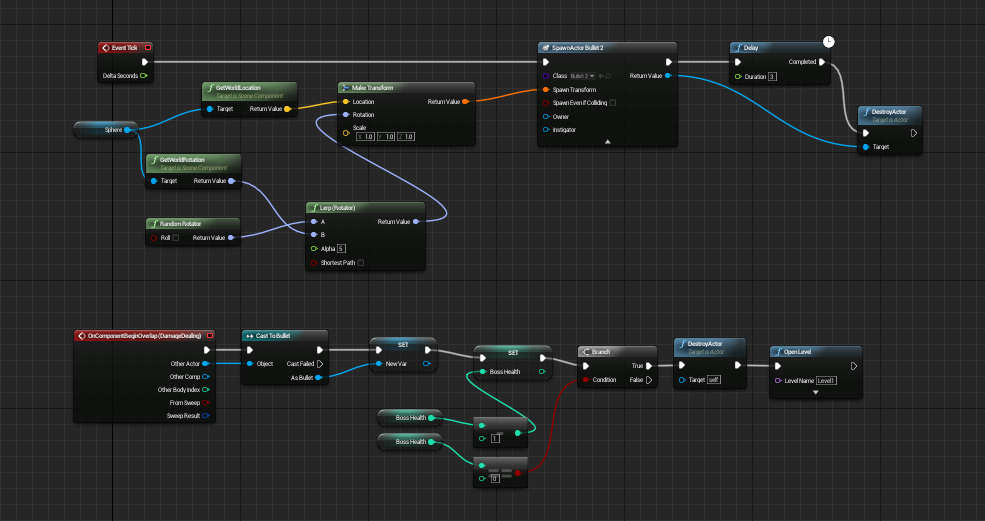 Event Tick
Delta Seconds
SpawnActor Bullet 2
Class Bullet 2
Return Value
Spawn Transform
Spawn Even if Colliding
Owner
Instigator
Delay
Completed
Duration 3
DestroyActor
Target is Actor
Target
GetWorldLocation
Target is Scene Component
Target Return Value
Make Transform
Location Return Value
Rotation
Scale
X 1.0 Y 1.0 Z 1.0
Sphere
GetWorldRotation
Target is Scene Component
Target Return Value
Random Rotator
Roll Return Value
Lerp (Rotator)
A Return Value
B
Alpha 5
Shortest Path
OnComponentBeginOverlap (DamageDealing)
Other Actor
Other Comp
Other Body Index
From Sweep
Sweep Result
Cast To Bullet
Object Cast Failed
As Bullet
SET
New Var
SET
Boss Health
Branch
True
Condition False
DestroyActor
Target is Actor
Target self
Open Level
Level Name Level1
Boss Health
1
Boss Health
0